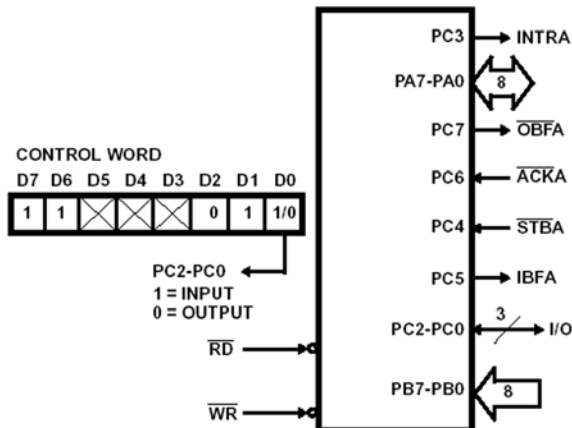 PC3 INTRA
PA7-PA0 8
PC7 OBFA
CONTROL WORD
D7 D6 D5 D4 D3 D2 D1 D0
1 1 0 1 1/0
PC6 ACKA
PC4 STBA
PC2-PC0
1 = INPUT
0 = OUTPUT
PC5 IBFA
PC2-PC0 3 I/O
RD
PB7-PB0 8
WR